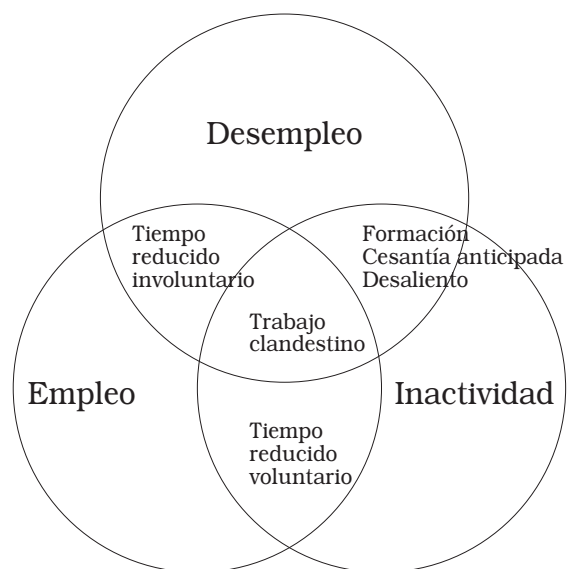 Desempleo
Tiempo
reducido
involuntario
Formación
Cesantía anticipada
Desaliento
Trabajo
clandestino
Empleo
Inactividad
Tiempo
reducido
voluntario